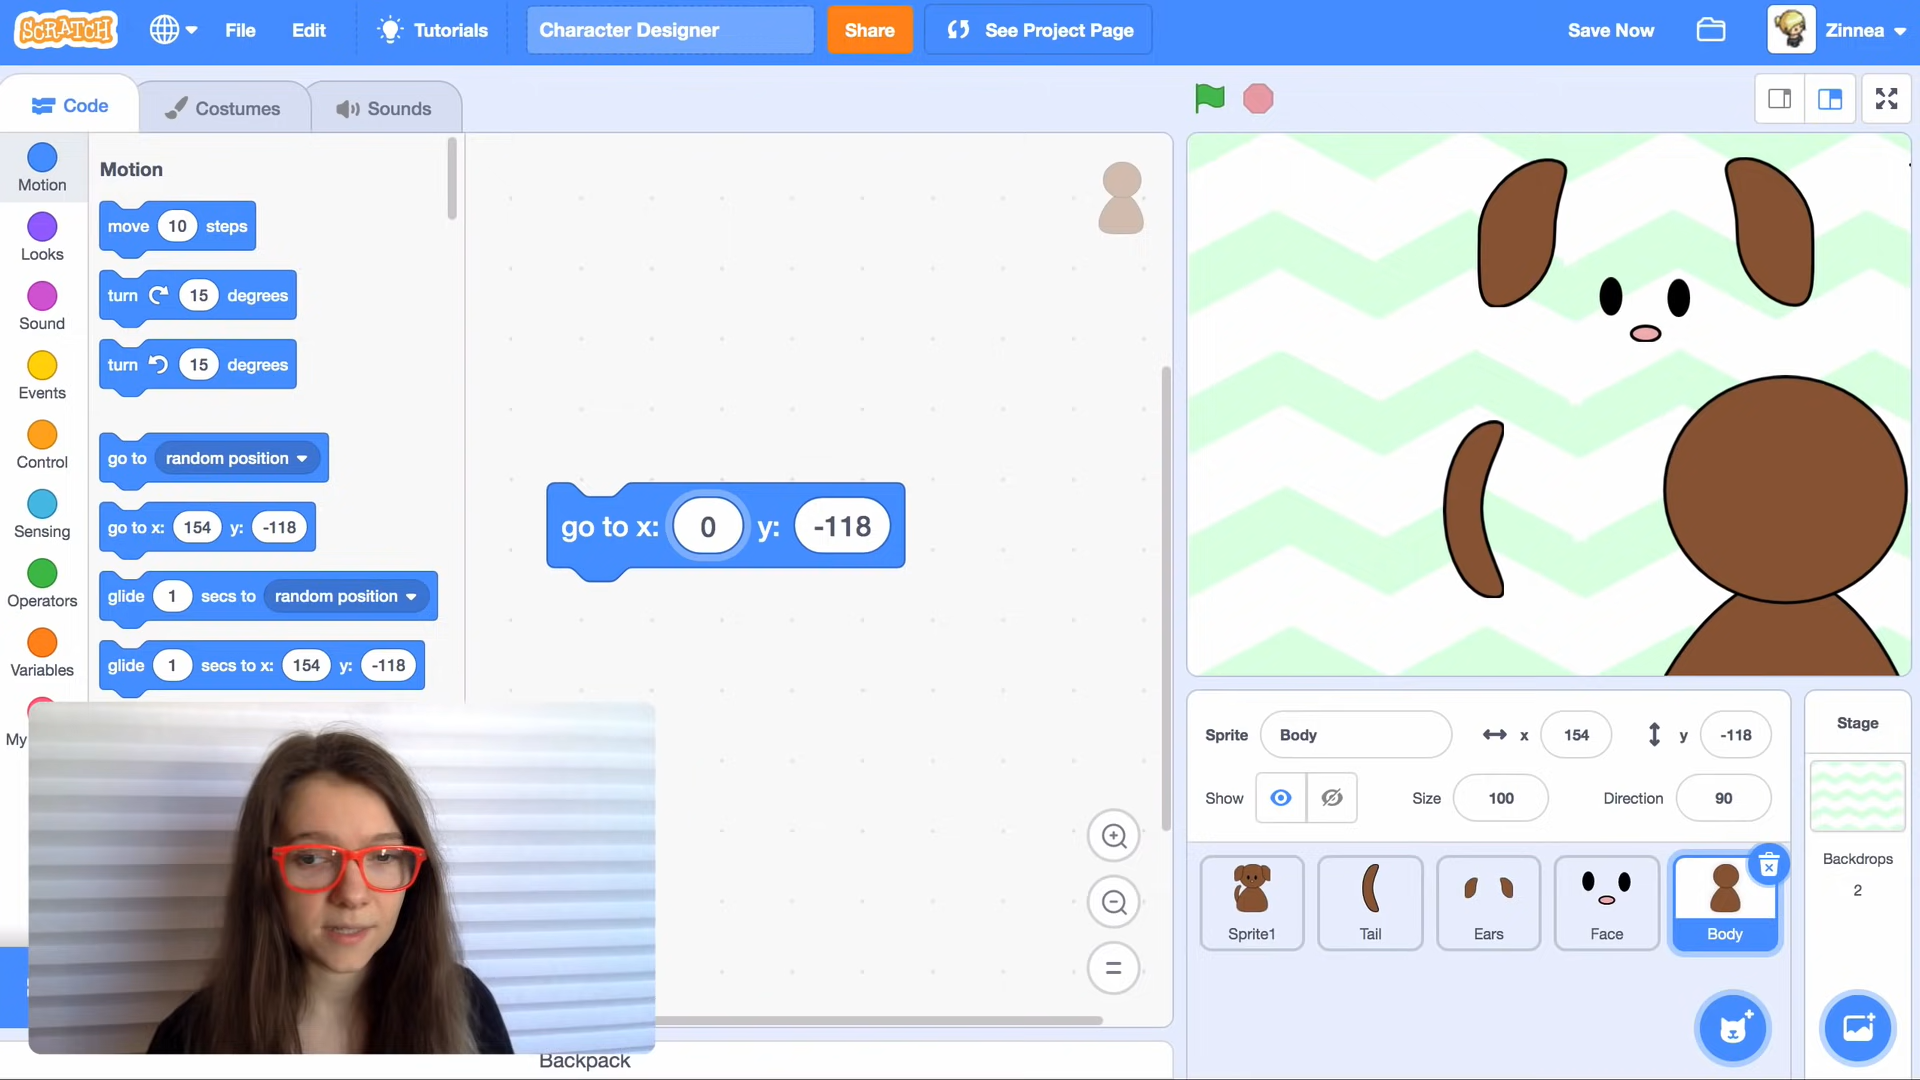 SCRATCH File Edit Tutorials Character Designer Share See Project Page Save Now Zinnea
Code Costumes Sounds
Motion
Looks
Sound
Events
Control
Sensing
Operators
Variables
My
Motion
move 10 steps
turn 15 degrees
turn 15 degrees
go to random position
go to x: 154 y: -118
glide 1 secs to random position
glide 1 secs to x: 154 y: -118
go to x: 0 y: -118
Backpack
Sprite Body x 154 y -118
Show Size 100 Direction 90
Sprite1 Tail Ears Face Body
Stage
Backdrops
2